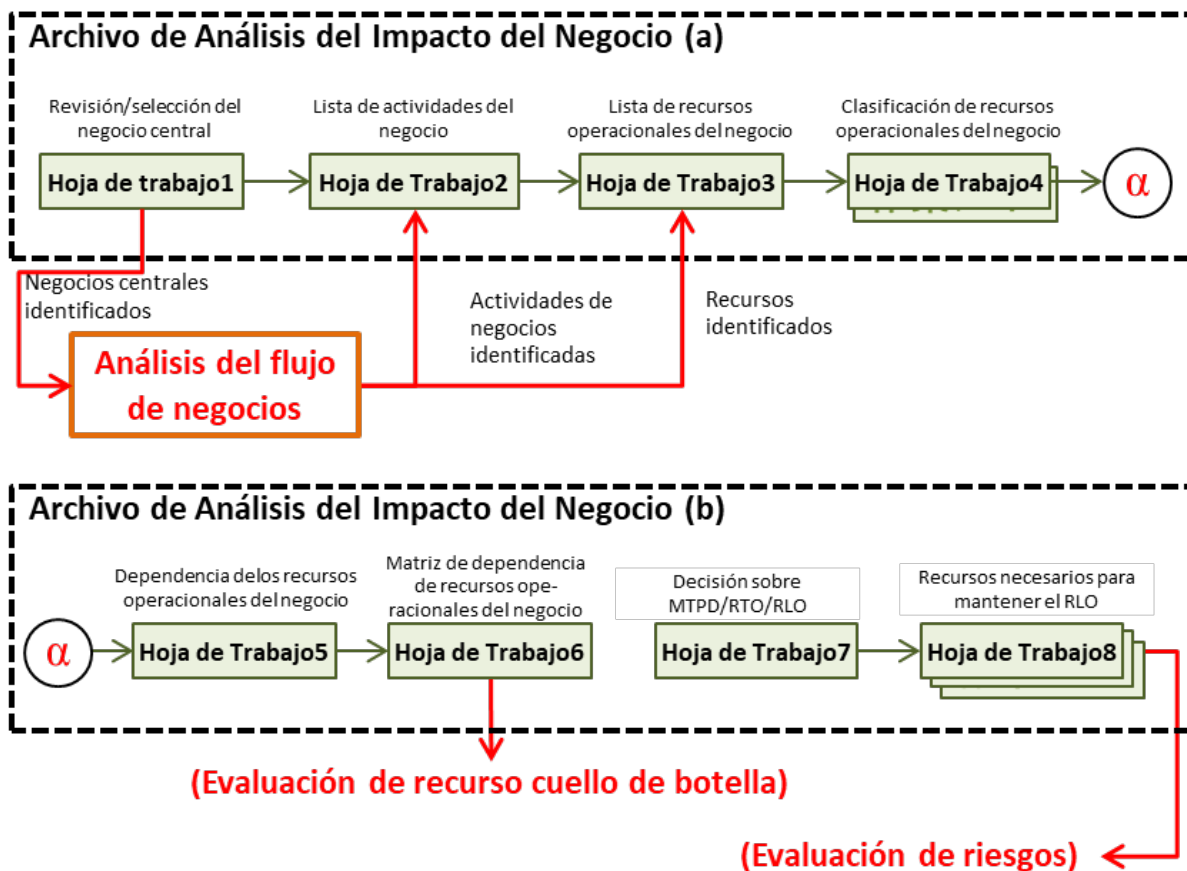 Archivo de Análisis del Impacto del Negocio (a)
Revisión/selección del
negocio central
Hoja de trabajo1
Lista de actividades del
negocio
Hoja de Trabajo2
Lista de recursos
operacionales del negocio
Hoja de Trabajo3
Clasificación de recursos
operacionales del negocio
Hoja de Trabajo4
α
Negocios centrales
identificados
Actividades de
negocios
identificadas
Recursos
identificados
Análisis del flujo
de negocios
Archivo de Análisis del Impacto del Negocio (b)
α
Dependencia delos recursos
operacionales del negocio
Hoja de Trabajo5
Matriz de dependencia
de recursos ope-
racionales del negocio
Hoja de Trabajo6
Decisión sobre
MTPD/RTO/RLO
Hoja de Trabajo7
Recursos necesarios para
mantener el RLO
Hoja de Trabajo8
(Evaluación de recurso cuello de botella)
(Evaluación de riesgos)